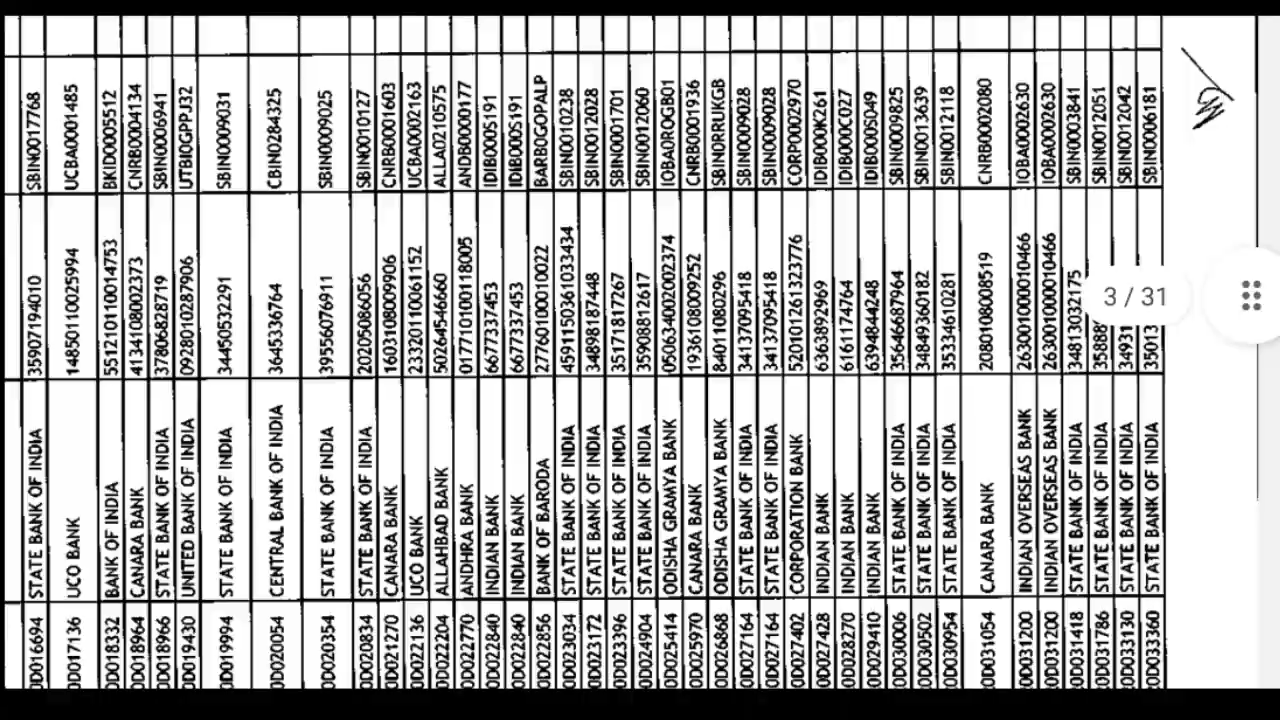 0D016694 STATE BANK OF INDIA 35907194010 SBIN0017768
0D017136 UCO BANK 14850110025994 UCBA0001485
0D018332 BANK OF INDIA 551210110014753 BKID0005512
0D018964 CANARA BANK 4134108002373 CNRB0004134
0D018966 STATE BANK OF INDIA 37806828719 SBIN0006941
0D019430 UNITED BANK OF INDIA 0928010287906 UTBI0GPPJ32
0D019994 STATE BANK OF INDIA 34450532291 SBIN0009031
0D020054 CENTRAL BANK OF INDIA 3645336764 CBIN0284325
0D020354 STATE BANK OF INDIA 39556076911 SBIN0009025
0D020834 STATE BANK OF INDIA 20205086056 SBIN0010127
0D021270 CANARA BANK 1603108009906 CNRB0001603
0D022136 UCO BANK 23320110061152 UCBA0002163
0D022204 ALLAHBAD BANK 50264546660 ALLA0210575
0D022770 ANDHRA BANK 017710100118005 ANDB0000177
0D022840 INDIAN BANK 6677337453 IDIB000S191
0D022840 INDIAN BANK 6677337453 IDIB000S191
0D022856 BANK OF BARODA 27760100010022 BARB0GOPALP
0D023034 STATE BANK OF INDIA 459115036103­3434 SBIN0010238
0D023172 STATE BANK OF INDIA 34898187448 SBIN0012028
0D023396 STATE BANK OF INDIA 35171817267 SBIN0001701
0D024904 STATE BANK OF INDIA 35908812617 SBIN0012060
0D025414 ODISHA GRAMYA BANK 050634002002374 IOBA0ROGB01
0D025970 CANARA BANK 1936108009252 CNRB0001936
0D026868 ODISHA GRAMYA BANK 84011080296 SBIN0RRUKGB
0D027164 STATE BANK OF INDIA 34137095418 SBIN0009028
0D027164 STATE BANK OF INDIA 34137095418 SBIN0009028
0D027402 CORPORATION BANK 520101261323776 CORP0002970
0D027428 INDIAN BANK 6363892969 IDIB000K261
0D028270 INDIAN BANK 6161174764 IDIB000C027
0D029410 INDIAN BANK 6394844248 IDIB000S049
0D030006 STATE BANK OF INDIA 35646687964 SBIN0009825
0D030502 STATE BANK OF INDIA 34849360182 SBIN0013639
0D030954 STATE BANK OF INDIA 35334610281 SBIN0012118
0D031054 CANARA BANK 2080108008519 CNRB0002080
0D031200 INDIAN OVERSEAS BANK 263001000010466 IOBA0002630
0D031200 INDIAN OVERSEAS BANK 263001000010466 IOBA0002630
0D031418 STATE BANK OF INDIA 34813032175 SBIN0003841
0D031786 STATE BANK OF INDIA 35888 SBIN0012051
0D033130 STATE BANK OF INDIA 34931 SBIN0012042
0D033360 STATE BANK OF INDIA 35013 SBIN0006181
3 / 31